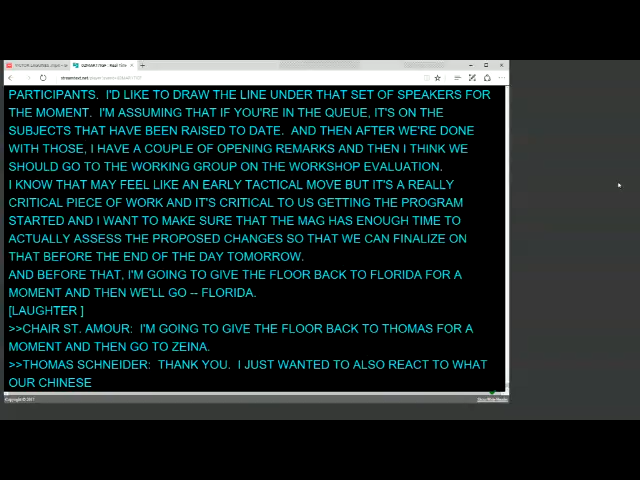 PARTICIPANTS.  I'D LIKE TO DRAW THE LINE UNDER THAT SET OF SPEAKERS FOR
THE MOMENT.  I'M ASSUMING THAT IF YOU'RE IN THE QUEUE, IT'S ON THE
SUBJECTS THAT HAVE BEEN RAISED TO DATE.  AND THEN AFTER WE'RE DONE
WITH THOSE, I HAVE A COUPLE OF OPENING REMARKS AND THEN I THINK WE
SHOULD GO TO THE WORKING GROUP ON THE WORKSHOP EVALUATION.
I KNOW THAT MAY FEEL LIKE AN EARLY TACTICAL MOVE BUT IT'S A REALLY
CRITICAL PIECE OF WORK AND IT'S CRITICAL TO US GETTING THE PROGRAM
STARTED AND I WANT TO MAKE SURE THAT THE MAG HAS ENOUGH TIME TO
ACTUALLY ASSESS THE PROPOSED CHANGES SO THAT WE CAN FINALIZE ON
THAT BEFORE THE END OF THE DAY TOMORROW.
AND BEFORE THAT, I'M GOING TO GIVE THE FLOOR BACK TO FLORIDA FOR A
MOMENT AND THEN WE'LL GO -- FLORIDA.
[LAUGHTER ]
>>CHAIR ST. AMOUR:  I'M GOING TO GIVE THE FLOOR BACK TO THOMAS FOR A
MOMENT AND THEN GO TO ZEINA.
>>THOMAS SCHNEIDER:  THANK YOU.  I JUST WANTED TO ALSO REACT TO WHAT
OUR CHINESE